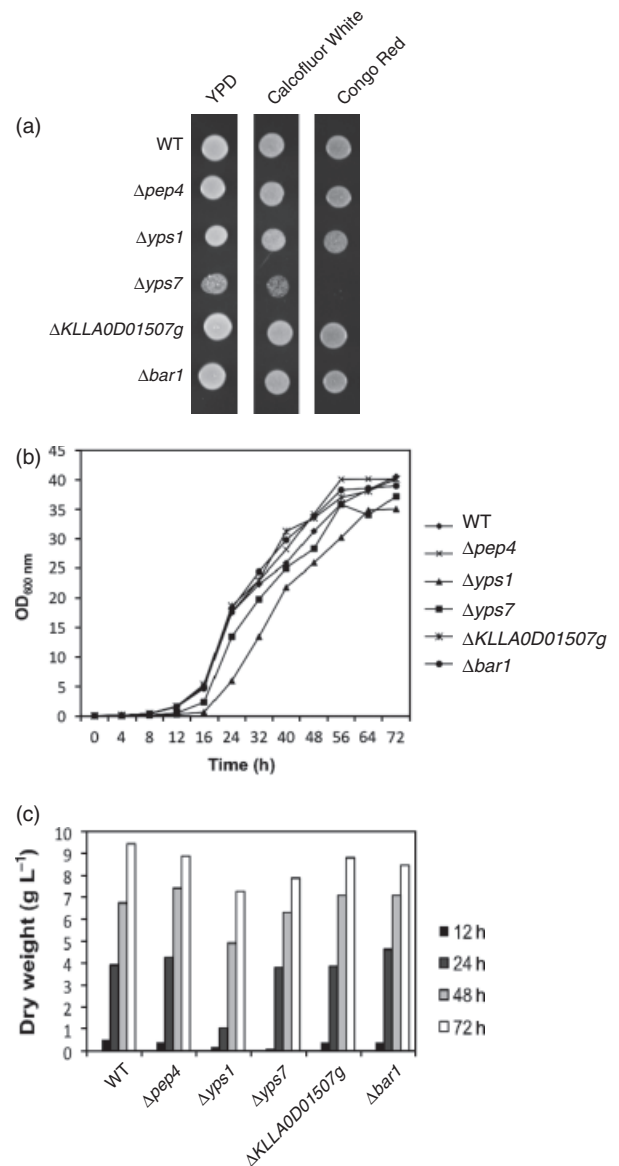 YPD
Calcofluor White
Congo Red
(a)
WT
Δpep4
Δyps1
Δyps7
ΔKLLA0D01507g
Δbar1
(b)
45
40
35
30
25
20
15
10
5
0
OD600 nm
0 4 8 12 16 24 32 40 48 56 64 72
Time (h)
WT
Δpep4
Δyps1
Δyps7
ΔKLLA0D01507g
Δbar1
(c)
10
9
8
7
6
5
4
3
2
1
0
Dry weight (g L⁻¹)
12 h
24 h
48 h
72 h
WT
Δpep4
Δyps1
Δyps7
ΔKLLA0D01507g
Δbar1